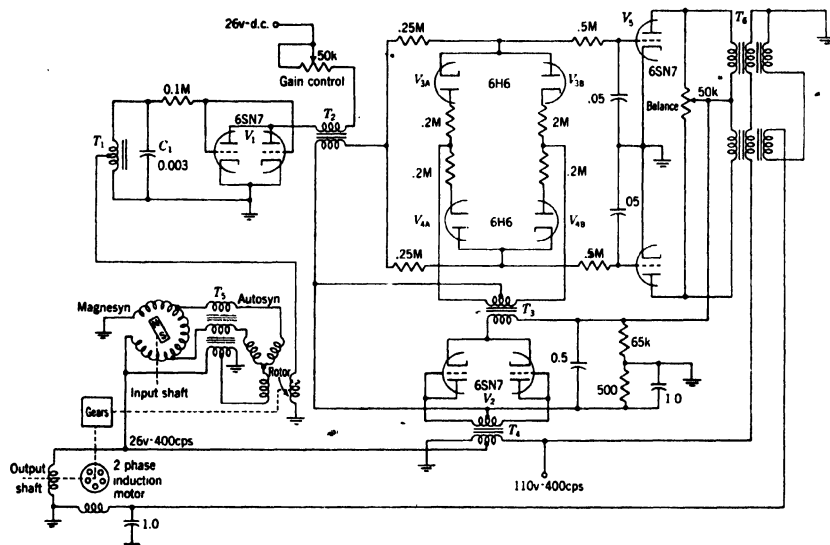 26v-d.c.
50k
Gain control
.25M
.5M
V5
T6
6SN7
V3A
6H6
V3B
0.1M
6SN7
T2
V1
T1
C1
0.003
.2M
2M
.05
50k
Balance
.2M
.2M
V4A
6H6
V4B
05
.25M
.5M
T3
Magnesyn
T5
Autosyn
N
S
Rotor
Input shaft
Gears
0.5
65k
6SN7
V2
500
1 0
T4
26v-400cps
Output shaft
2 phase
induction
motor
110v-400cps
1.0